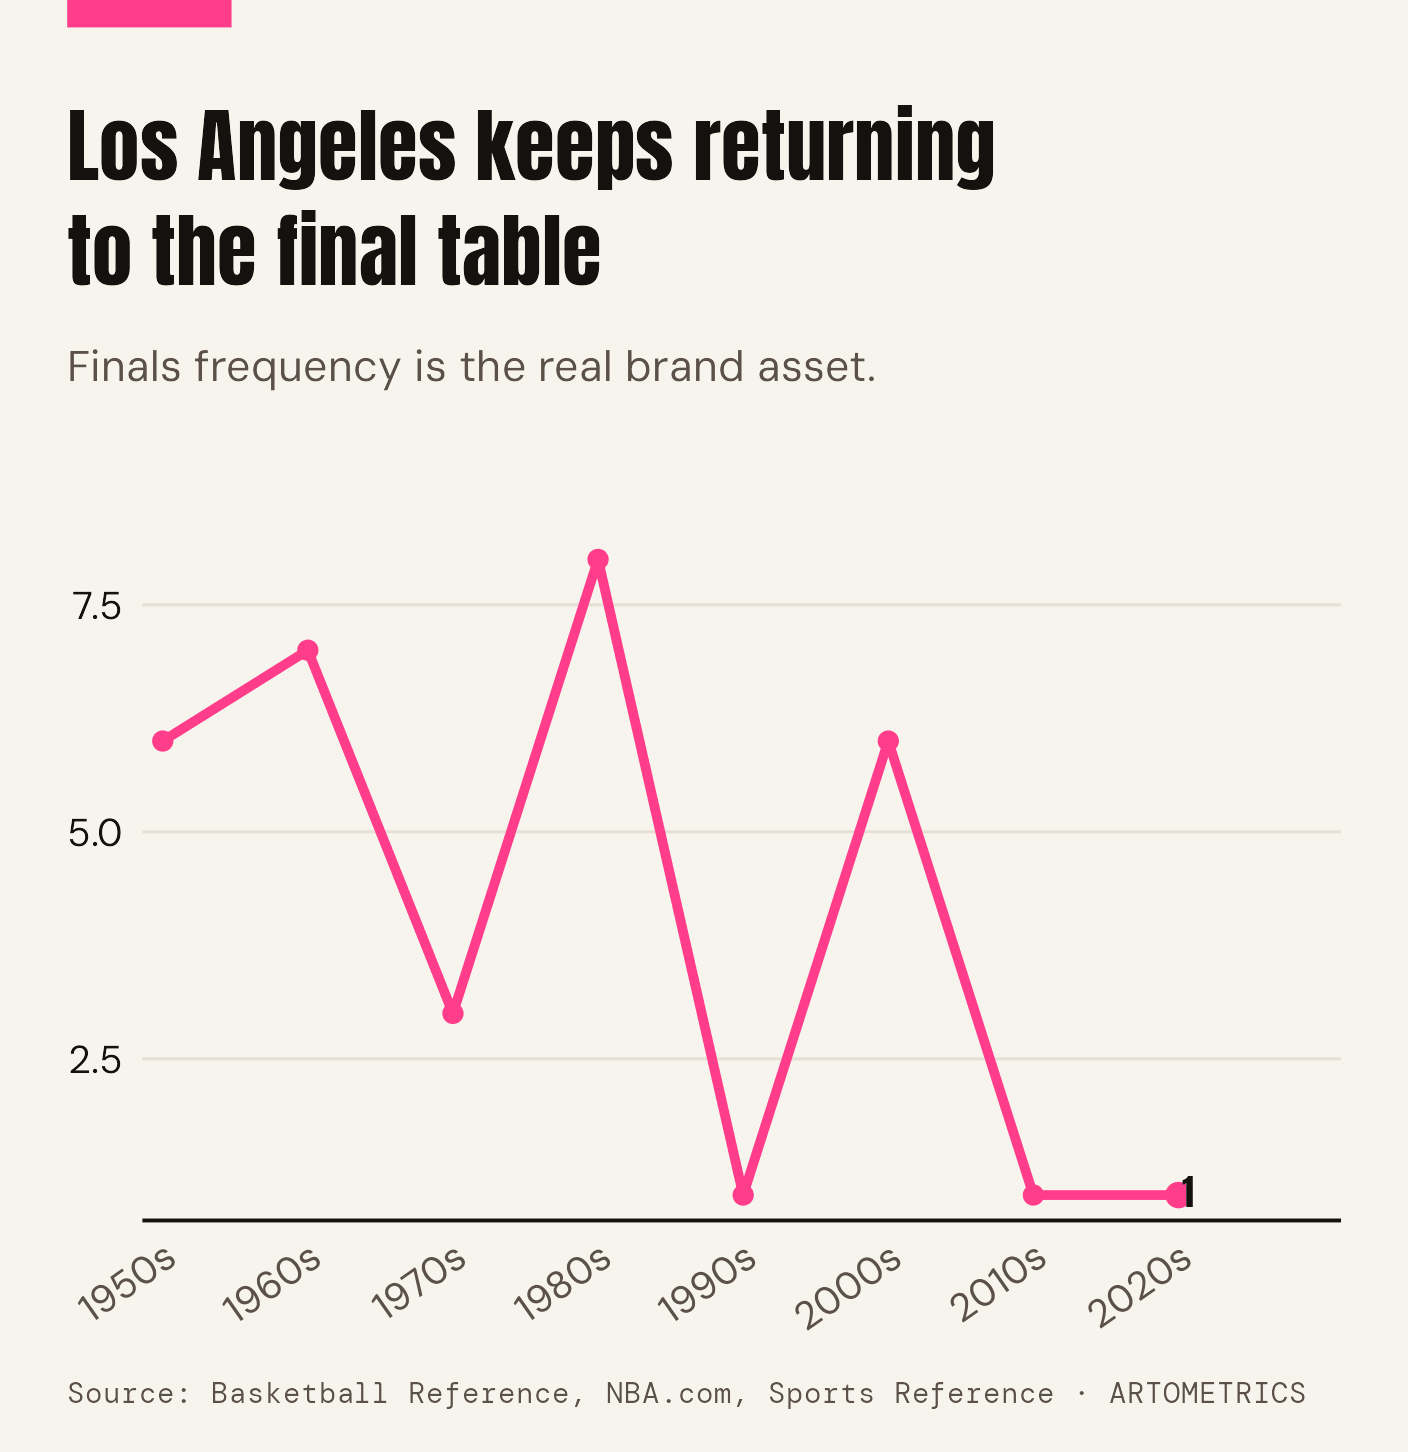 Los Angeles keeps returning
to the final table
Finals frequency is the real brand asset.
7.5
5.0
2.5
1
1950s
1960s
1970s
1980s
1990s
2000s
2010s
2020s
Source: Basketball Reference, NBA.com, Sports Reference · ARTOMETRICS